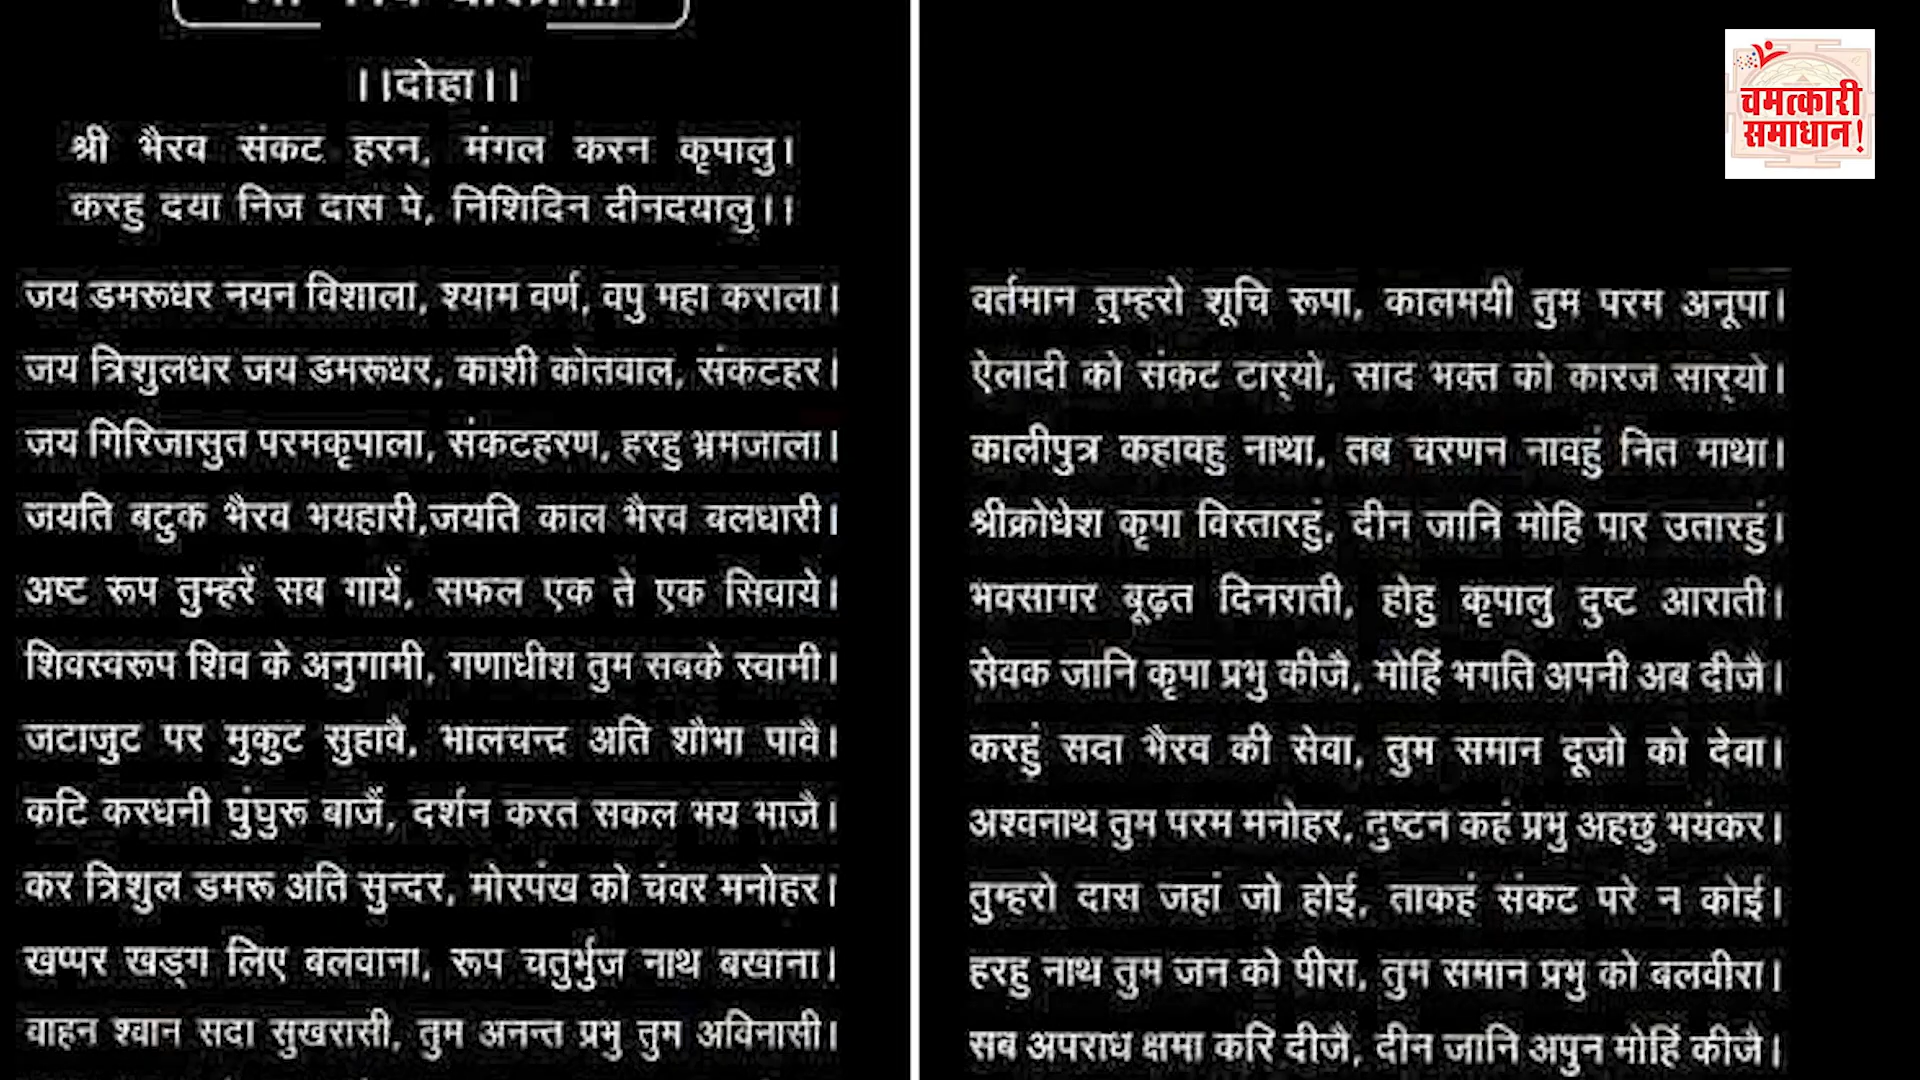 ।।दोहा।।
श्री भैरव संकट हरन, मंगल करन कृपालु।
करहु दया निज दास पे, निशिदिन दीनदयालु।।
जय डमरूधर नयन विशाला, श्याम वर्ण, वपु महा कराला।
जय त्रिशुलधर जय डमरूधर, काशी कोतवाल, संकटहर।
जय गिरिजासुत परमकृपाला, संकटहरण, हरहु भ्रमजाला।
जयति बटुक भैरव भयहारी,जयति काल भैरव बलधारी।
अष्ट रूप तुम्हरें सब गायें, सफल एक ते एक सिवाये।
शिवस्वरूप शिव के अनुगामी, गणाधीश तुम सबके स्वामी।
जटाजुट पर मुकुट सुहावै, भालचन्द्र अति शौभा पावै।
कटि करधनी घुंघुरू बाजैं, दर्शन करत सकल भय भाजै।
कर त्रिशुल डमरू अति सुन्दर, मोरपंख को चंवर मनोहर।
खप्पर खड्ग लिए बलवाना, रूप चतुर्भुज नाथ बखाना।
वाहन श्वान सदा सुखरासी, तुम अनन्त प्रभु तुम अविनासी।
चमत्कारी
समाधान!
वर्तमान तुम्हरो शूचि रूपा, कालमयी तुम परम अनूपा।
ऐलादी को संकट टार्‌यो, साद भक्त को कारज सार्‌यो।
कालीपुत्र कहावहु नाथा, तब चरणन नावहुं नित माथा।
श्रीक्रोधेश कृपा विस्तारहुं, दीन जानि मोहि पार उतारहुं।
भवसागर बूढ़त दिनराती, होहु कृपालु दुष्ट आराती।
सेवक जानि कृपा प्रभु कीजै, मोहिं भगति अपनी अब दीजै।
करहुं सदा भैरव की सेवा, तुम समान दूजो को देवा।
अश्वनाथ तुम परम मनोहर, दुष्टन कहं प्रभु अहछु भयंकर।
तुम्हरो दास जहां जो होई, ताकहं संकट परे न कोई।
हरहु नाथ तुम जन को पीरा, तुम समान प्रभु को बलवीरा।
सब अपराध क्षमा करि दीजै, दीन जानि अपुन मोहिं कीजै।